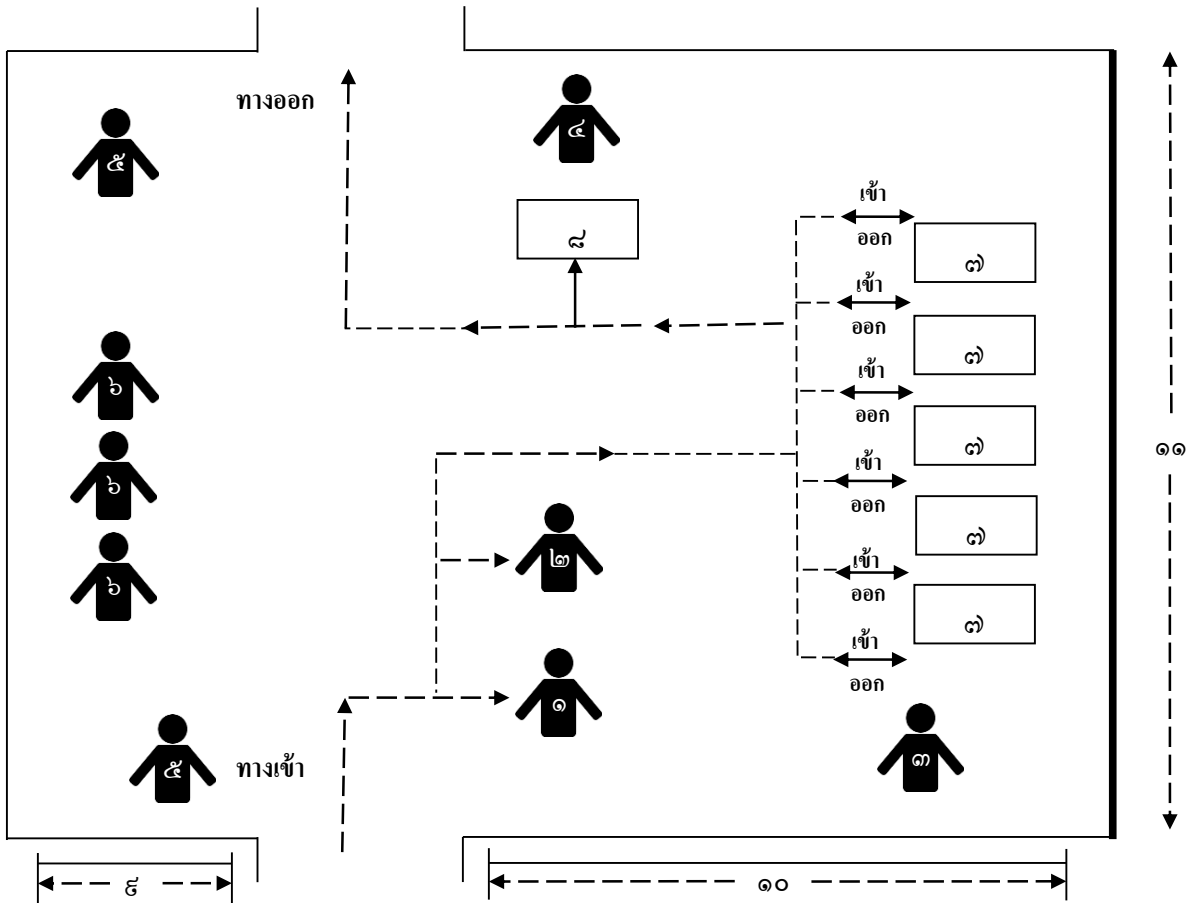 ทางออก
๕
๔
เข้า
ออก
๘
๗
เข้า
ออก
๗
๖
เข้า
ออก
๗
๑๑
๖
เข้า
ออก
๗
๒
๖
เข้า
ออก
๗
เข้า
ออก
๑
๕
ทางเข้า
๓
๙
๑๐